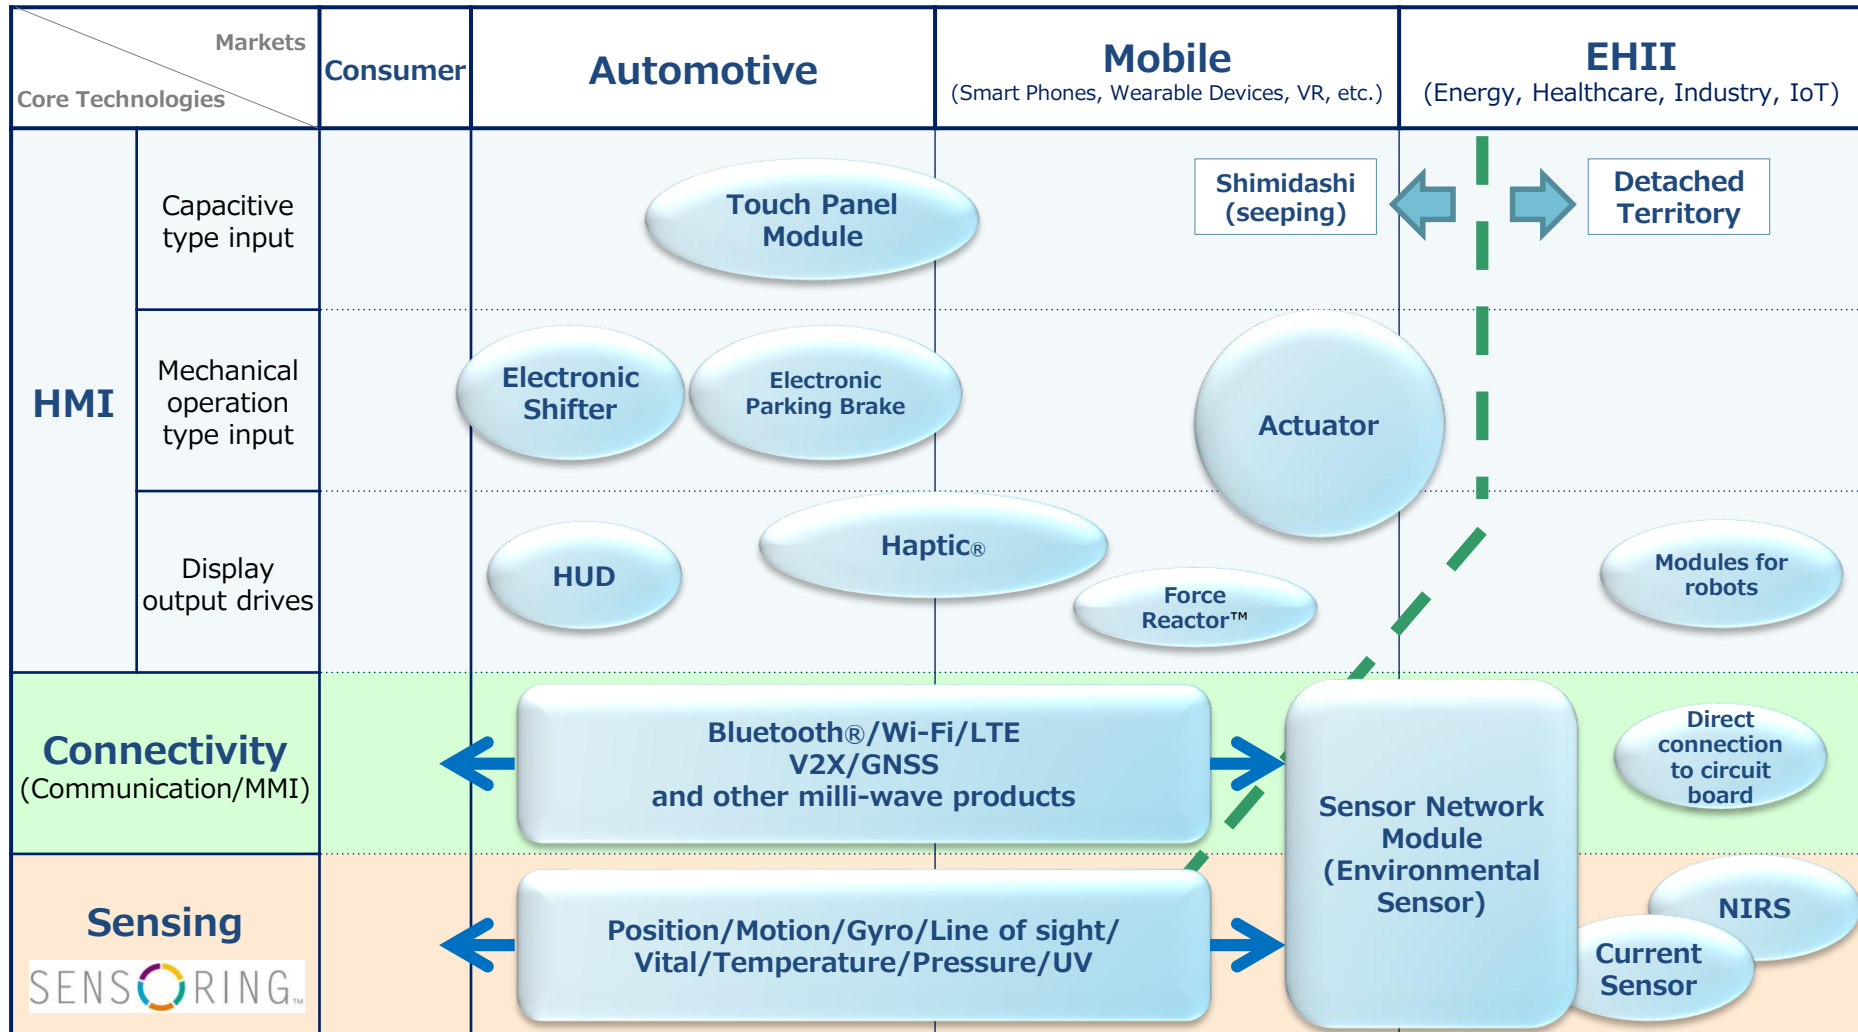 Markets
Core Technologies
Consumer
Automotive
Mobile
(Smart Phones, Wearable Devices, VR, etc.)
EHII
(Energy, Healthcare, Industry, IoT)
HMI
Capacitive
type input
Touch Panel
Module
Shimidashi
(seeping)
Detached
Territory
Mechanical
operation
type input
Electronic
Shifter
Electronic
Parking Brake
Actuator
Display
output drives
HUD
Haptic®
Force
Reactor™
Modules for
robots
Connectivity
(Communication/MMI)
Bluetooth®/Wi-Fi/LTE
V2X/GNSS
and other milli-wave products
Sensor Network
Module
(Environmental
Sensor)
Direct
connection
to circuit
board
Sensing
SENSORING™
Position/Motion/Gyro/Line of sight/
Vital/Temperature/Pressure/UV
NIRS
Current
Sensor